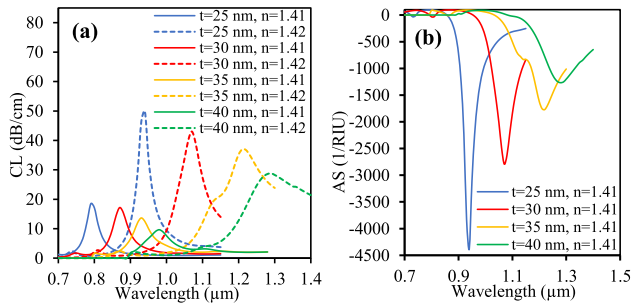 (a)
CL (dB/cm)
80
70
60
50
40
30
20
10
0
t=25 nm, n=1.41
t=25 nm, n=1.42
t=30 nm, n=1.41
t=30 nm, n=1.42
t=35 nm, n=1.41
t=35 nm, n=1.42
t=40 nm, n=1.41
t=40 nm, n=1.42
0.7 0.8 0.9 1 1.1 1.2 1.3 1.4
Wavelength (µm)
(b)
AS (1/RIU)
0
-500
-1000
-1500
-2000
-2500
-3000
-3500
-4000
-4500
t=25 nm, n=1.41
t=30 nm, n=1.41
t=35 nm, n=1.41
t=40 nm, n=1.41
0.7 0.9 1.1 1.3 1.5
Wavelength (µm)